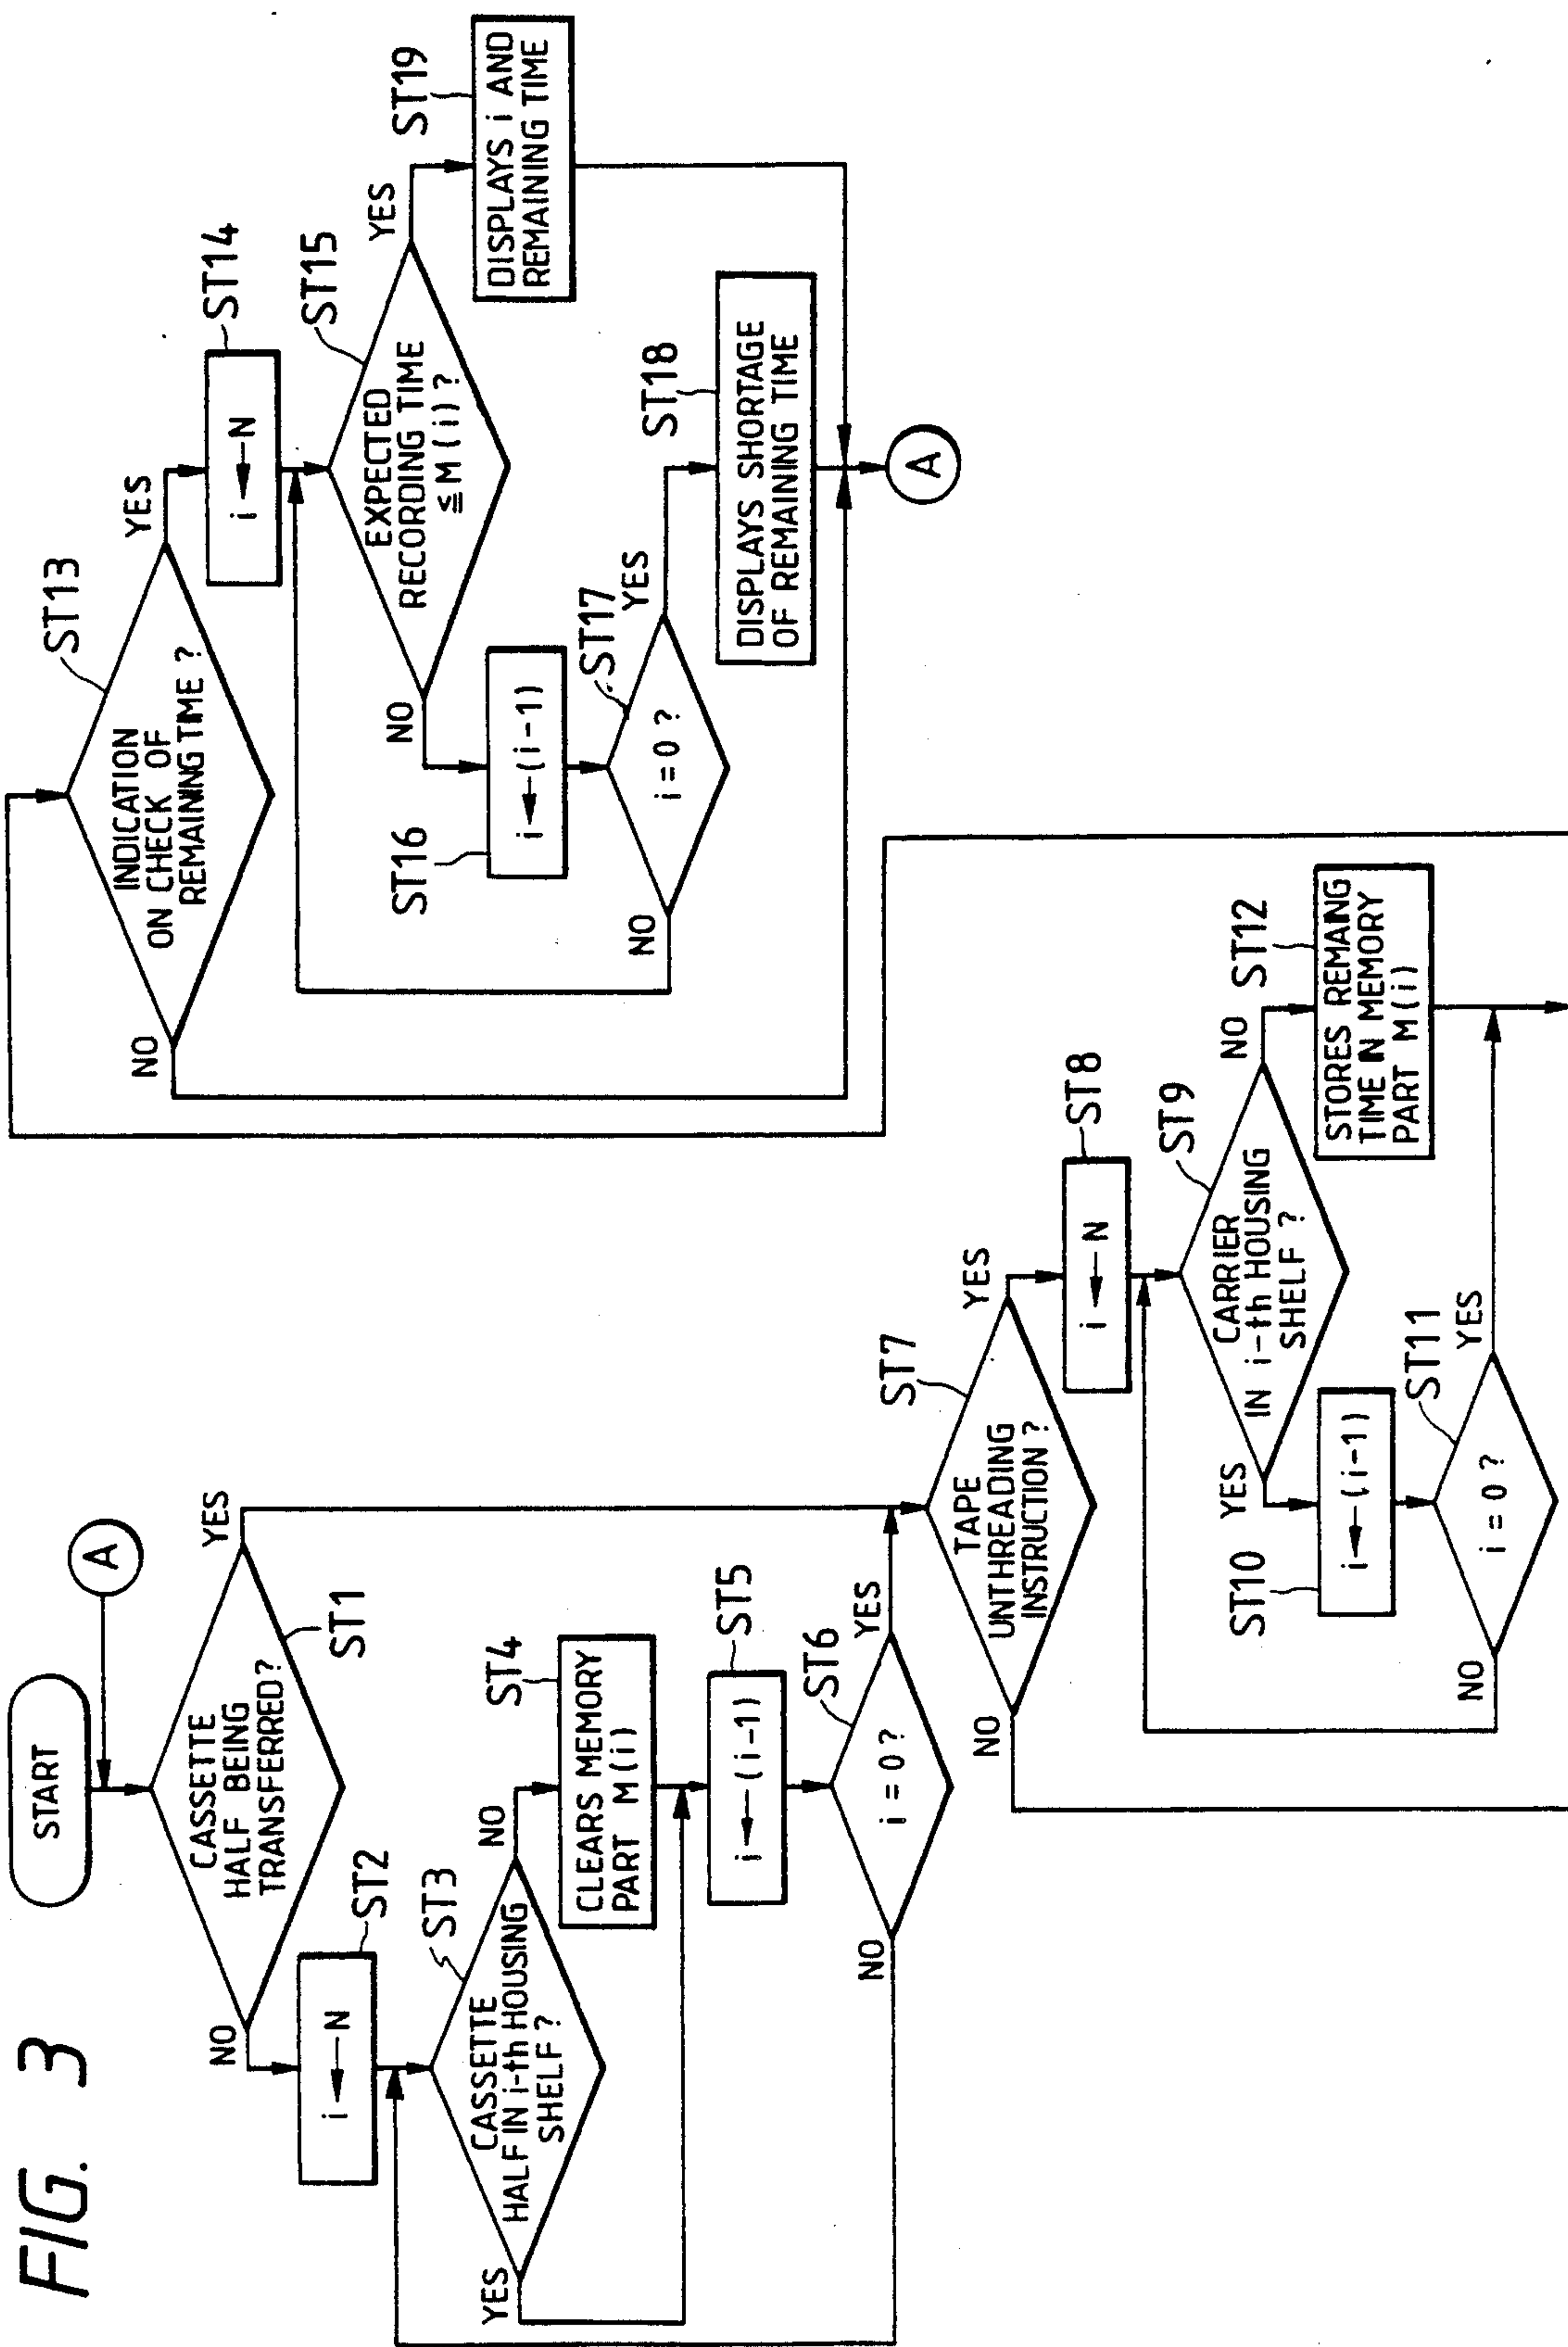 FIG. 3
START
A
CASSETTE
HALF BEING
TRANSFERRED?
ST1
YES
NO
i ← N
ST2
CASSETTE
HALF IN i-th HOUSING
SHELF ?
ST3
YES
NO
CLEARS MEMORY
PART M(i)
ST4
i ← (i-1)
ST5
i = 0 ?
ST6
YES
NO
TAPE
UNTHREADING
INSTRUCTION ?
ST7
YES
NO
i ← N
ST8
CARRIER
IN i-th HOUSING
SHELF ?
ST9
YES
NO
i ← (i-1)
ST10
i = 0 ?
ST11
YES
NO
STORES REMAING
TIME IN MEMORY
PART M(i)
ST12
INDICATION
ON CHECK OF
REMAINING TIME ?
ST13
YES
NO
i ← N
ST14
EXPECTED
RECORDING TIME
≦ M(i) ?
ST15
YES
NO
i ← (i-1)
ST16
i = 0 ?
ST17
YES
NO
DISPLAYS SHORTAGE
OF REMAINING TIME
ST18
DISPLAYS i AND
REMAINING TIME
ST19
A